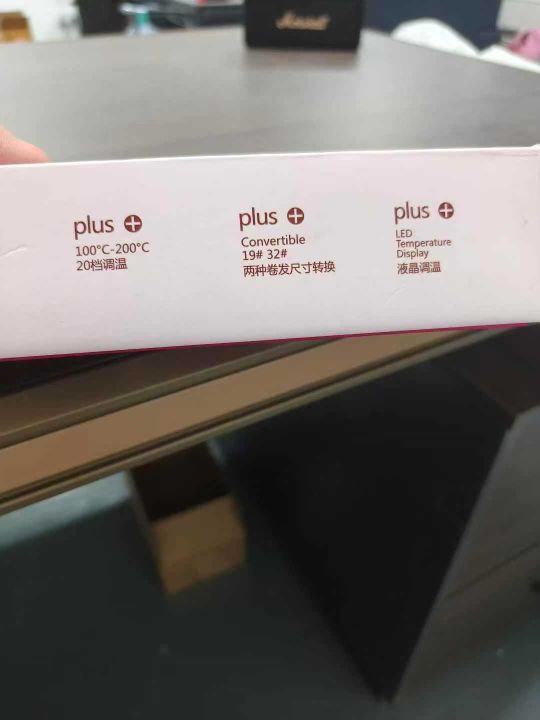 Marshall
plus +
100°C-200°C
20档调温
plus +
Convertible
19# 32#
两种卷发尺寸转换
plus +
LED
Temperature
Display
液晶调温